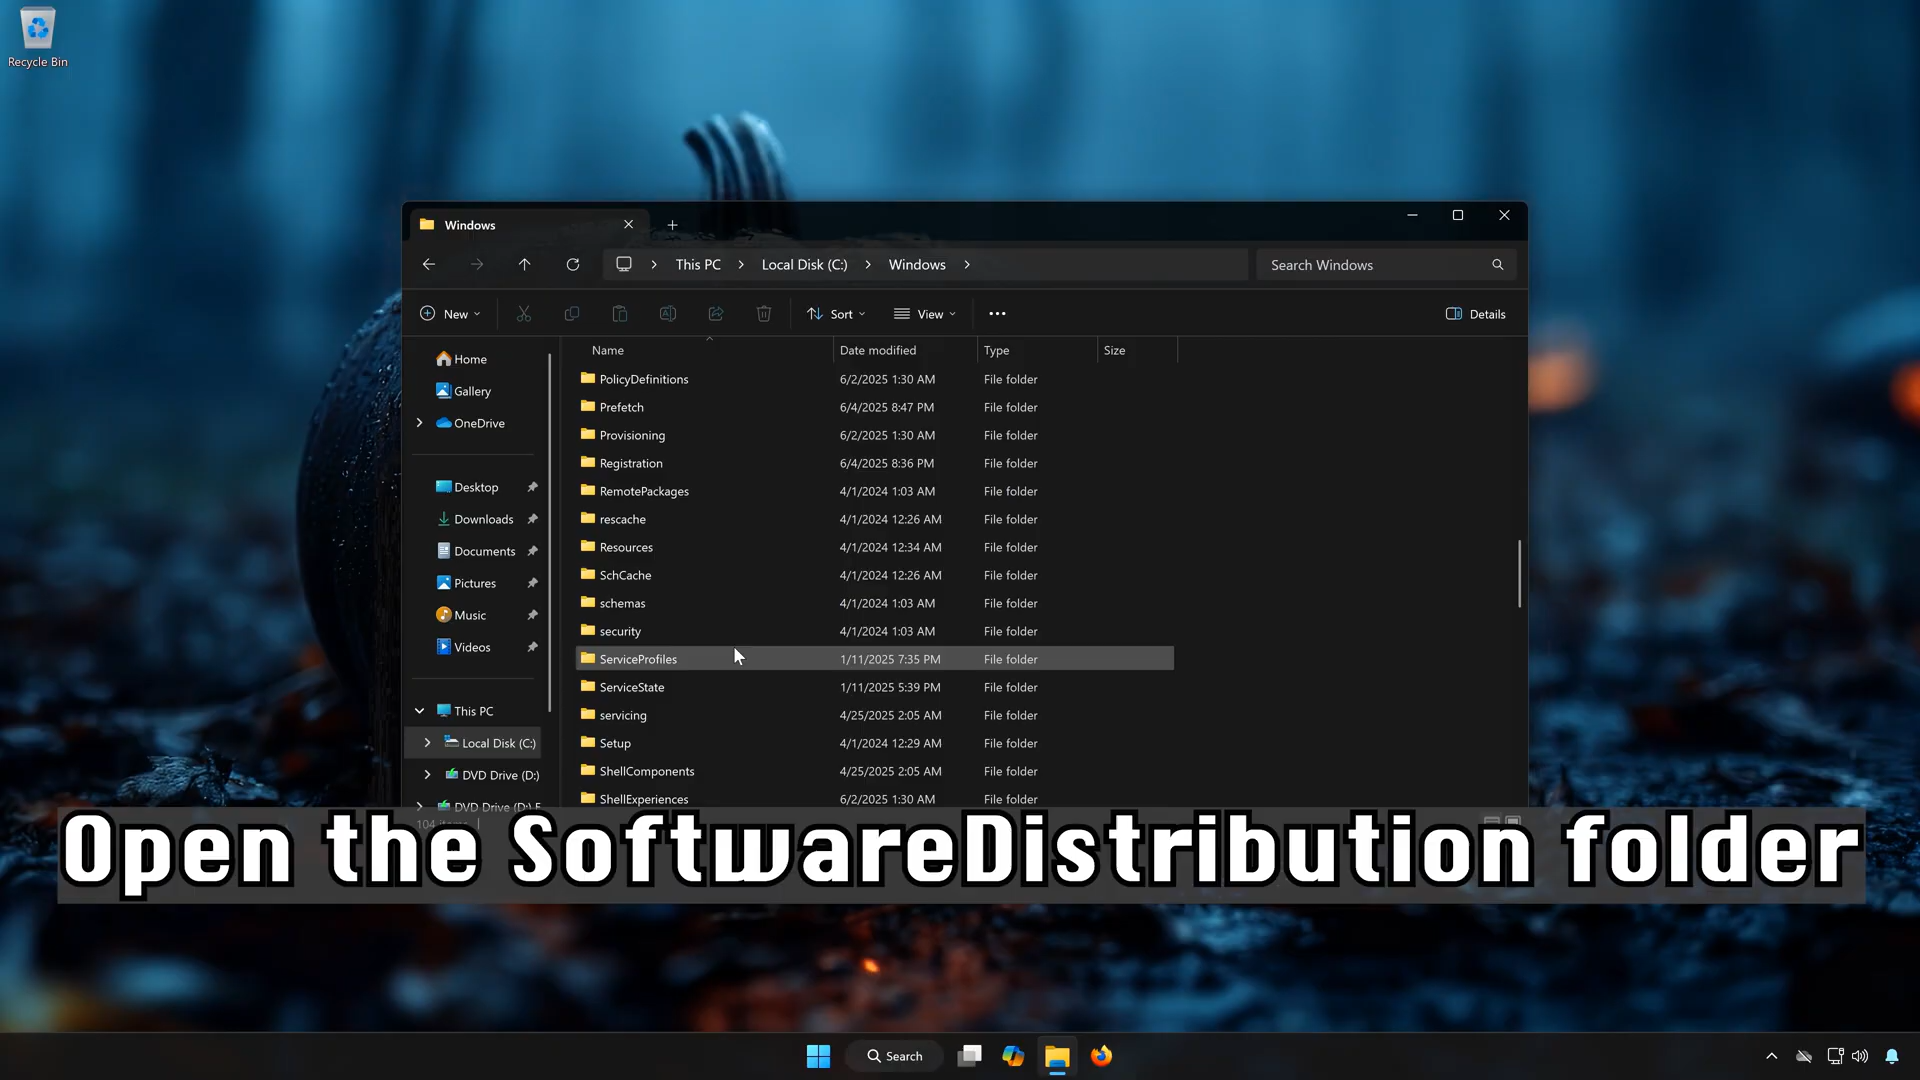 Recycle Bin
Windows
This PC
Local Disk (C:)
Windows
Search Windows
New
Sort
View
Details
Name
Date modified
Type
Size
Home
Gallery
OneDrive
Desktop
Downloads
Documents
Pictures
Music
Videos
This PC
Local Disk (C:)
DVD Drive (D:)
DVD Drive (D:) F
104 items
PolicyDefinitions 6/2/2025 1:30 AM File folder
Prefetch 6/4/2025 8:47 PM File folder
Provisioning 6/2/2025 1:30 AM File folder
Registration 6/4/2025 8:36 PM File folder
RemotePackages 4/1/2024 1:03 AM File folder
rescache 4/1/2024 12:26 AM File folder
Resources 4/1/2024 12:34 AM File folder
SchCache 4/1/2024 12:26 AM File folder
schemas 4/1/2024 1:03 AM File folder
security 4/1/2024 1:03 AM File folder
ServiceProfiles 1/11/2025 7:35 PM File folder
ServiceState 1/11/2025 5:39 PM File folder
servicing 4/25/2025 2:05 AM File folder
Setup 4/1/2024 12:29 AM File folder
ShellComponents 4/25/2025 2:05 AM File folder
ShellExperiences 6/2/2025 1:30 AM File folder
Open the SoftwareDistribution folder
Search